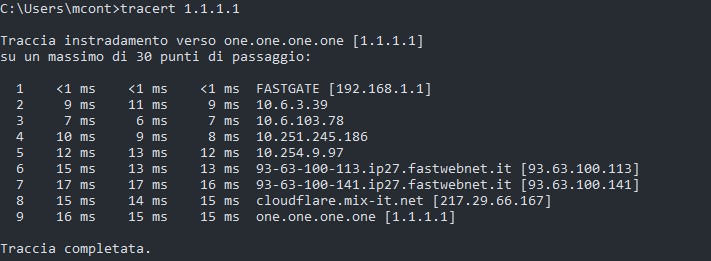 C:\Users\mcont>tracert 1.1.1.1
Traccia instradamento verso one.one.one.one [1.1.1.1]
su un massimo di 30 punti di passaggio:
1 <1 ms <1 ms <1 ms FASTGATE [192.168.1.1]
2 9 ms 11 ms 9 ms 10.6.3.39
3 7 ms 6 ms 7 ms 10.6.103.78
4 10 ms 9 ms 8 ms 10.251.245.186
5 12 ms 13 ms 12 ms 10.254.9.97
6 15 ms 13 ms 13 ms 93-63-100-113.ip27.fastwebnet.it [93.63.100.113]
7 17 ms 17 ms 16 ms 93-63-100-141.ip27.fastwebnet.it [93.63.100.141]
8 15 ms 14 ms 15 ms cloudflare.mix-it.net [217.29.66.167]
9 16 ms 15 ms 15 ms one.one.one.one [1.1.1.1]
Traccia completata.